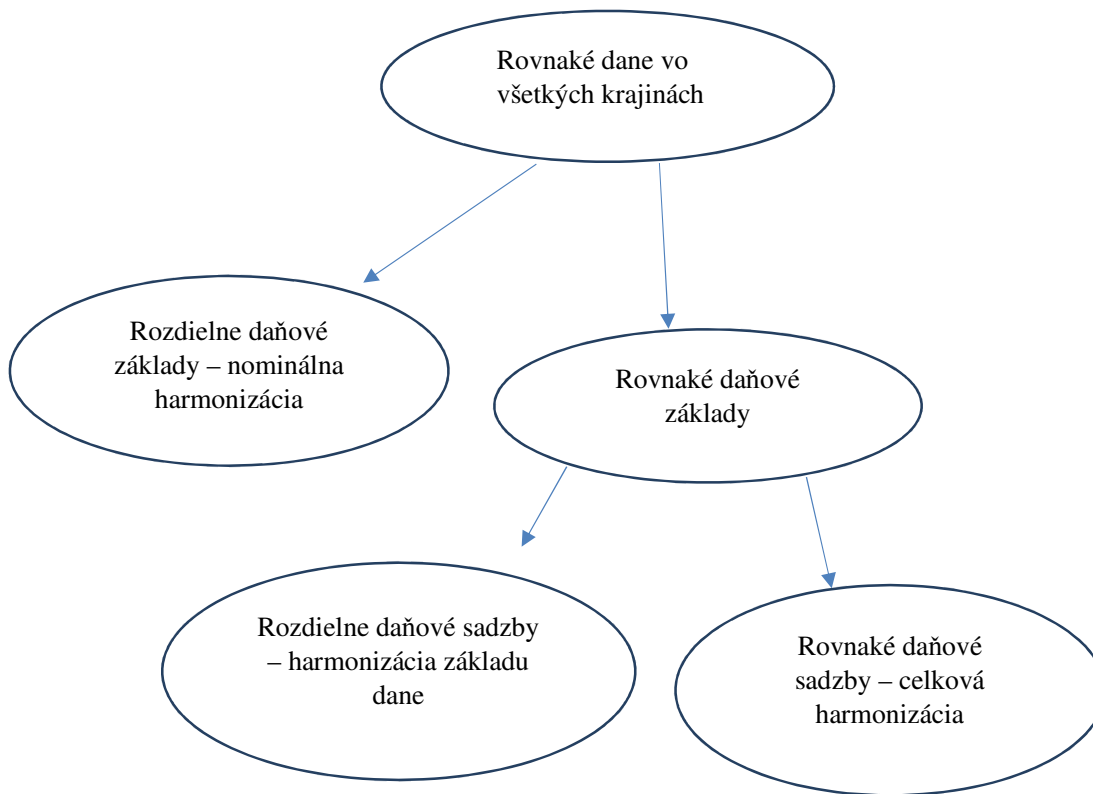 Rovnaké dane vo
všetkých krajinách
Rozdielne daňové
základy – nominálna
harmonizácia
Rovnaké daňové
základy
Rozdielne daňové sadzby
– harmonizácia základu
dane
Rovnaké daňové
sadzby – celková
harmonizácia